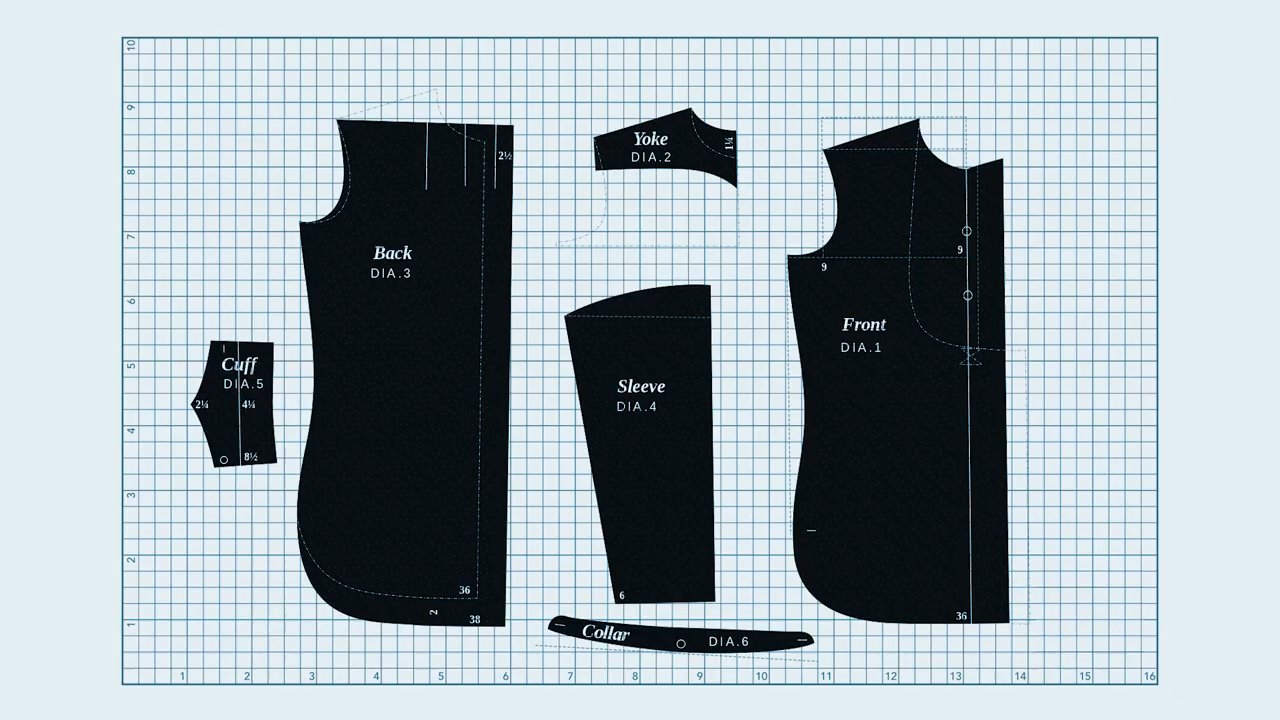 10
9
8
7
6
5
4
3
2
1
Cuff
DIA.5
2¼
4¼
8½
Back
DIA.3
2½
36
2
38
Yoke
DIA.2
1¼
Sleeve
DIA.4
6
Collar
DIA.6
9
9
Front
DIA.1
36
1 2 3 4 5 6 7 8 9 10 11 12 13 14 15 16